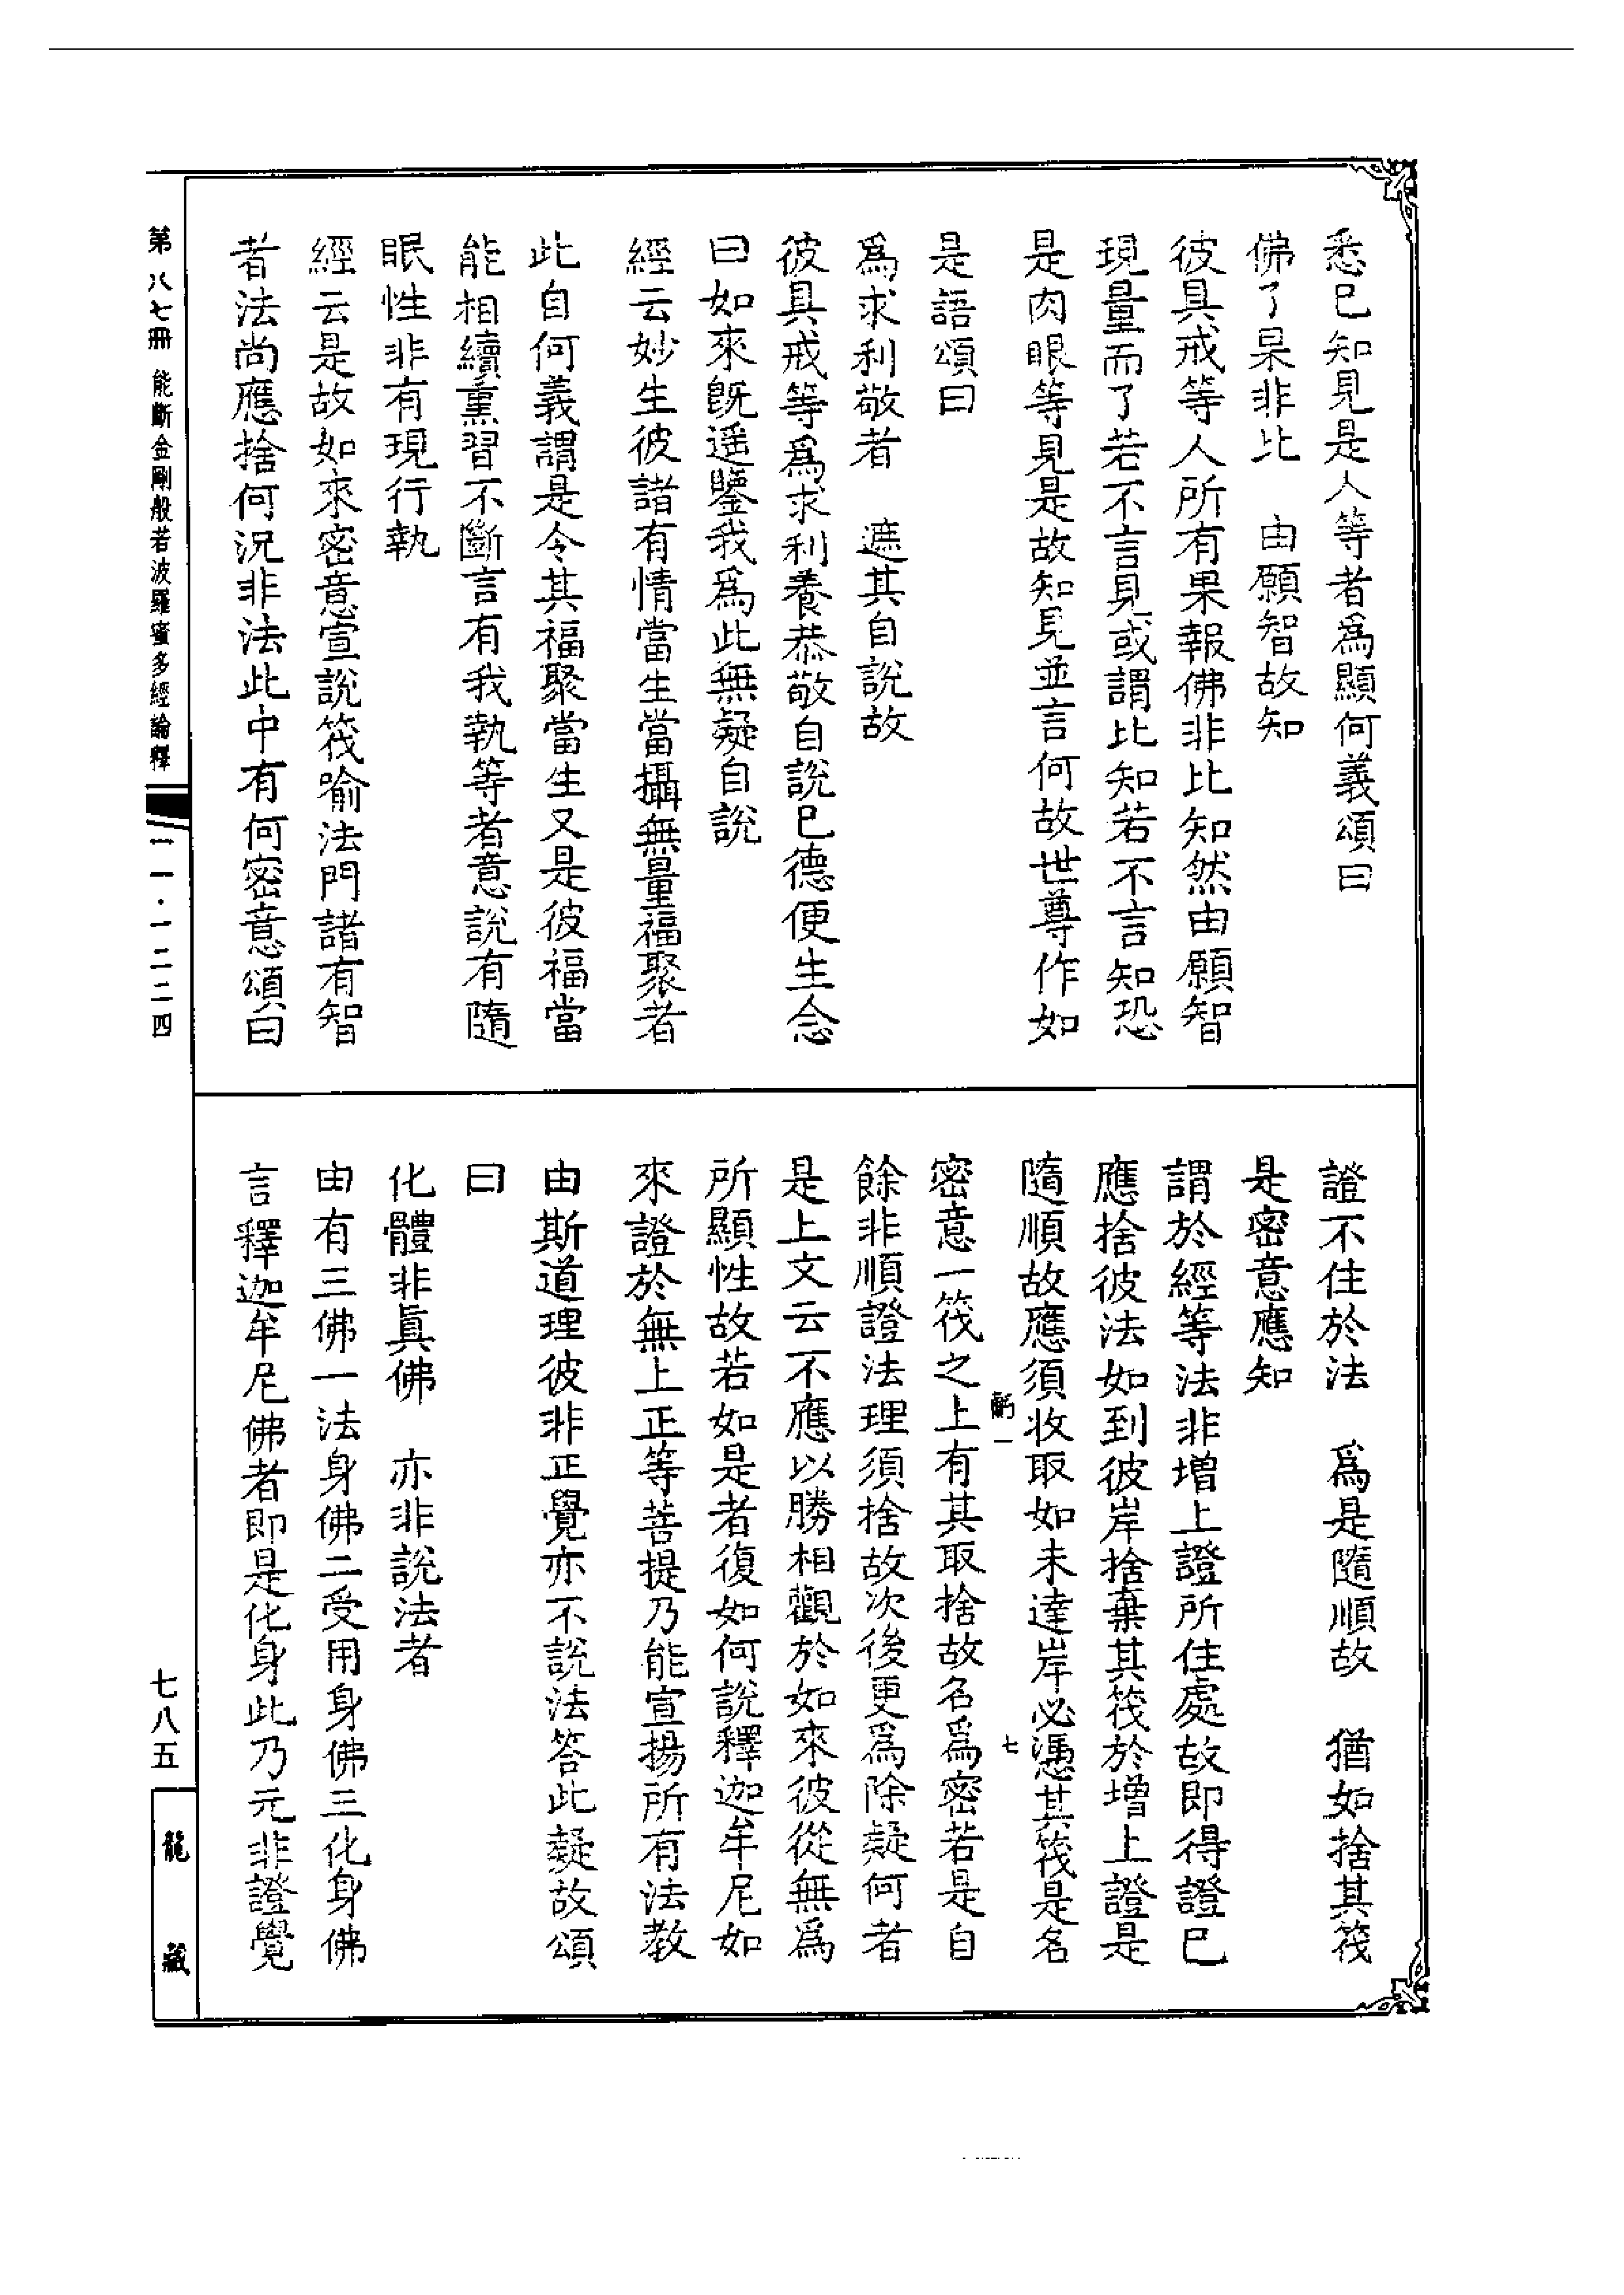 悉已知見是人等者爲顯何義頌曰
佛了果非比　由願智故知
彼具戒等人所有果報佛非比知然由願智
現量而了若不言見或謂比知若不言知恐
是肉眼等見是故知見並言何故世尊作如
是語頌曰
爲求利敬者　遮其自說故
彼具戒等爲求利養恭敬自說已德便生念
曰如來既遥鑒我爲此無疑自說
經云妙生彼諸有情當生當攝無量福聚者
此自何義謂是令其福聚當生又是彼福當
能相續熏習不斷言有我執等者意說有隨
眠性非有現行執
經云是故如來密意宣說筏喻法門諸有智
者法尚應捨何況非法此中有何密意頌曰
證不住於法　爲是隨順故　猶如捨其筏
是密意應知
謂於經等法非增上證所住處故即得證已
應捨彼法如到彼岸捨棄其筏於增上證是
隨順故應須收取如未達岸必憑其筏是名
密意一筏之上有其取捨故名爲密若是自
餘非順證法理須捨故次後更爲除疑何者
是上文云不應以勝相觀於如來彼從無爲
所顯性故若如是者復如何說釋迦牟尼如
來證於無上正等菩提乃能宣揚所有法教
由斯道理彼非正覺亦不說法答此疑故頌
曰
化體非眞佛　亦非說法者
由有三佛一法身佛二受用身佛三化身佛
言釋迦牟尼佛者即是化身此乃元非證覺
一　七
第八七冊　能斷金剛般若波羅蜜多經論釋
一一·一二二四
七八五
龍藏